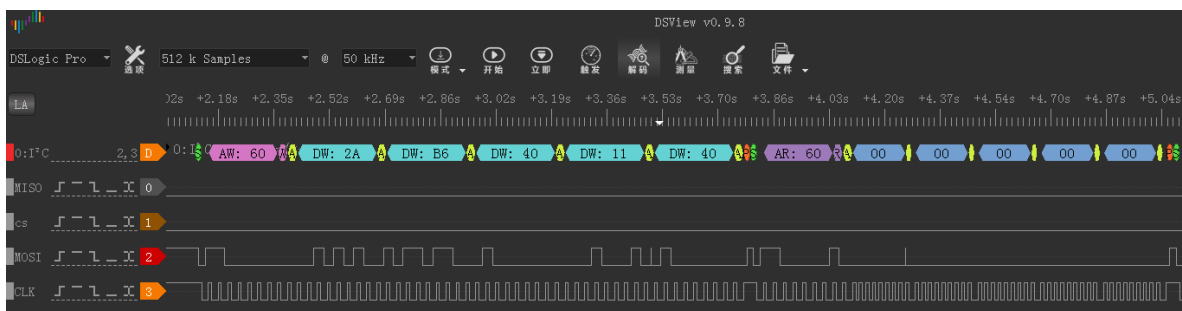 DSView v0.9.8
DSLogic Pro 选项 512 k Samples @ 50 kHz 模式 开始 立即 触发 解码 测量 搜索 文件
LA
02s +2.18s +2.35s +2.52s +2.69s +2.86s +3.02s +3.19s +3.36s +3.53s +3.70s +3.86s +4.03s +4.20s +4.37s +4.54s +4.70s +4.87s +5.04s
0:I²C 2,3 D S AW: 60 W A DW: 2A A DW: B6 A DW: 40 A DW: 11 A DW: 40 A P S AR: 60 R A 00 00 00 00 00 P S
MISO 0
cs 1
MOSI 2
CLK 3